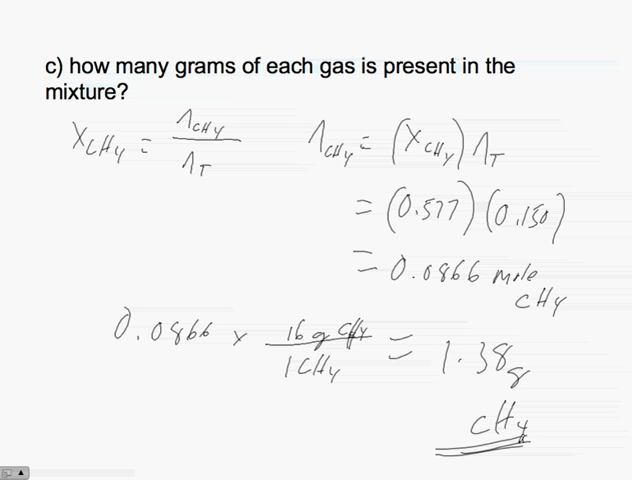 c) how many grams of each gas is present in the
mixture?
XCH4 = nCH4 / nT
nCH4 = (XCH4) nT
= (0.577) (0.150)
= 0.0866 mole
CH4
0.0866 × 16 g CH4 / 1 CH4 = 1.38 g
CH4